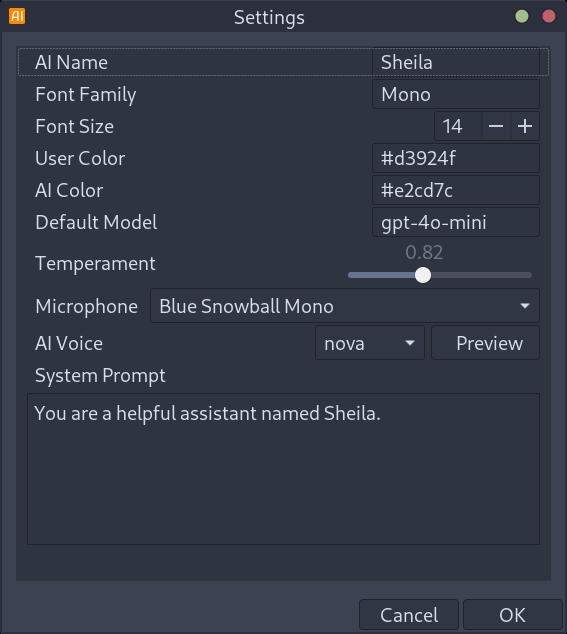 AI Settings
AI Name Sheila
Font Family Mono
Font Size 14 − +
User Color #d3924f
AI Color #e2cd7c
Default Model gpt-4o-mini
0.82
Temperament
Microphone Blue Snowball Mono
AI Voice nova Preview
System Prompt
You are a helpful assistant named Sheila.
Cancel OK